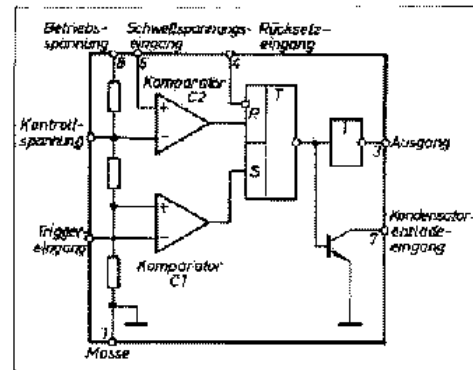 Betriebs-
spannung
Schwellspannungs-
eingang
Rücksetz-
eingang
8
6
4
Komparator
C2
R
T
S
Kontroll-
spannung
1
3
Ausgang
Trigger-
eingang
Komparator
C1
7
Kondensator-
entlade-
eingang
1
Masse